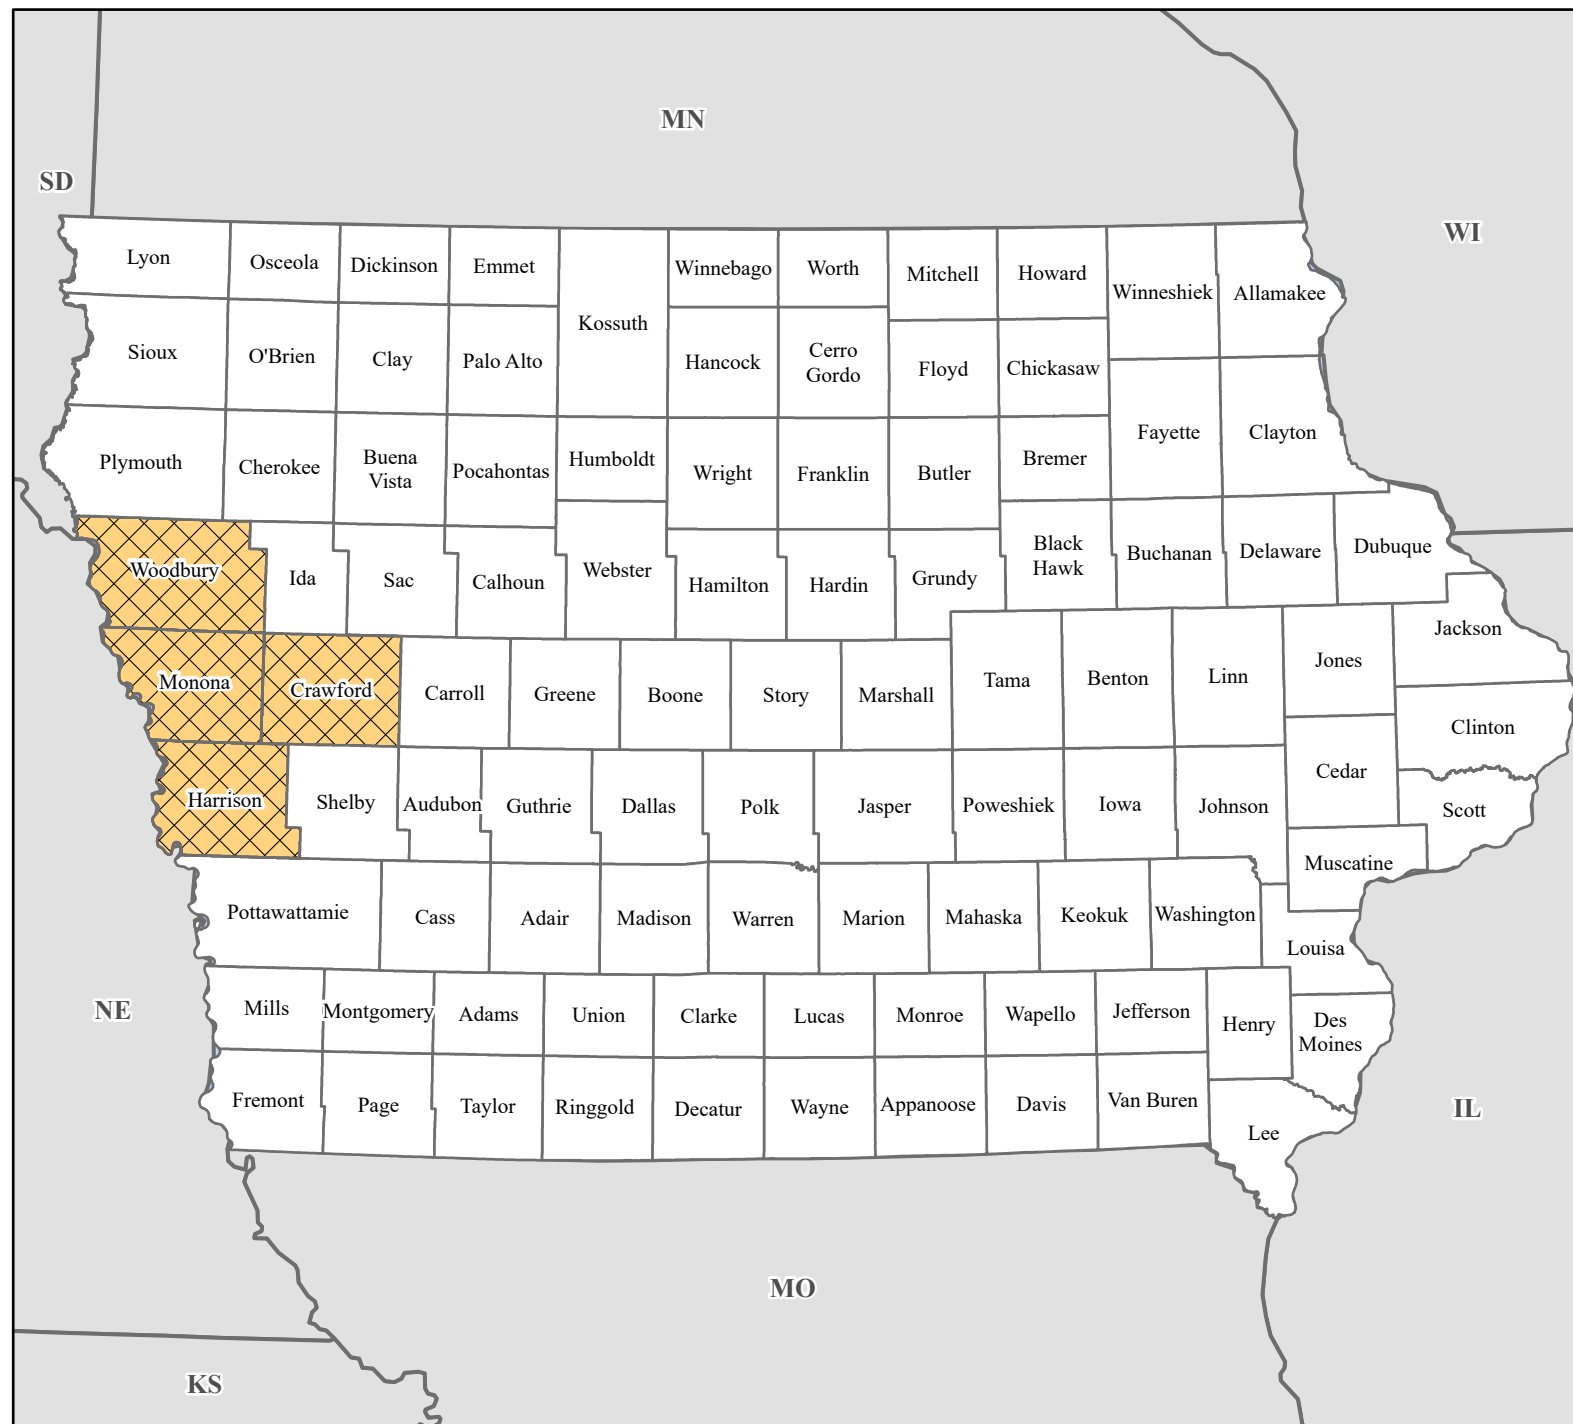 MN
SD
WI
Lyon
Osceola
Dickinson
Emmet
Kossuth
Winnebago
Worth
Mitchell
Howard
Winneshiek
Allamakee
Sioux
O'Brien
Clay
Palo Alto
Hancock
Cerro
Gordo
Floyd
Chickasaw
Plymouth
Cherokee
Buena
Vista
Pocahontas
Humboldt
Wright
Franklin
Butler
Bremer
Fayette
Clayton
Woodbury
Ida
Sac
Calhoun
Webster
Hamilton
Hardin
Grundy
Black
Hawk
Buchanan
Delaware
Dubuque
Jackson
Monona
Crawford
Carroll
Greene
Boone
Story
Marshall
Tama
Benton
Linn
Jones
Clinton
Harrison
Shelby
Audubon
Guthrie
Dallas
Polk
Jasper
Poweshiek
Iowa
Johnson
Cedar
Scott
Muscatine
Pottawattamie
Cass
Adair
Madison
Warren
Marion
Mahaska
Keokuk
Washington
Louisa
NE
Mills
Montgomery
Adams
Union
Clarke
Lucas
Monroe
Wapello
Jefferson
Henry
Des
Moines
Fremont
Page
Taylor
Ringgold
Decatur
Wayne
Appanoose
Davis
Van Buren
Lee
IL
MO
KS